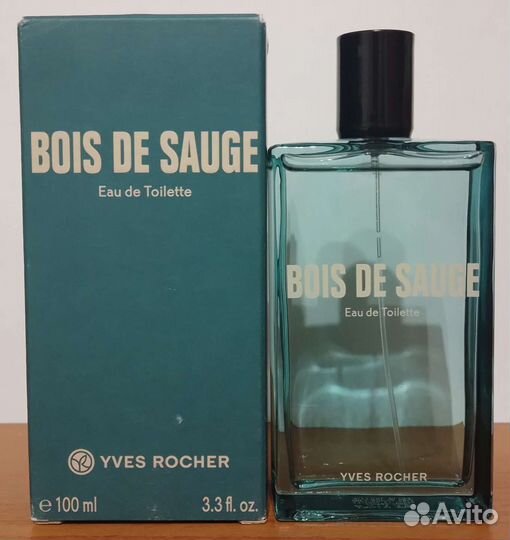 BOIS DE SAUGE
Eau de Toilette
YVES ROCHER
℮ 100 ml 3.3 fl. oz.
BOIS DE SAUGE
Eau de Toilette
YVES ROCHER
Avito